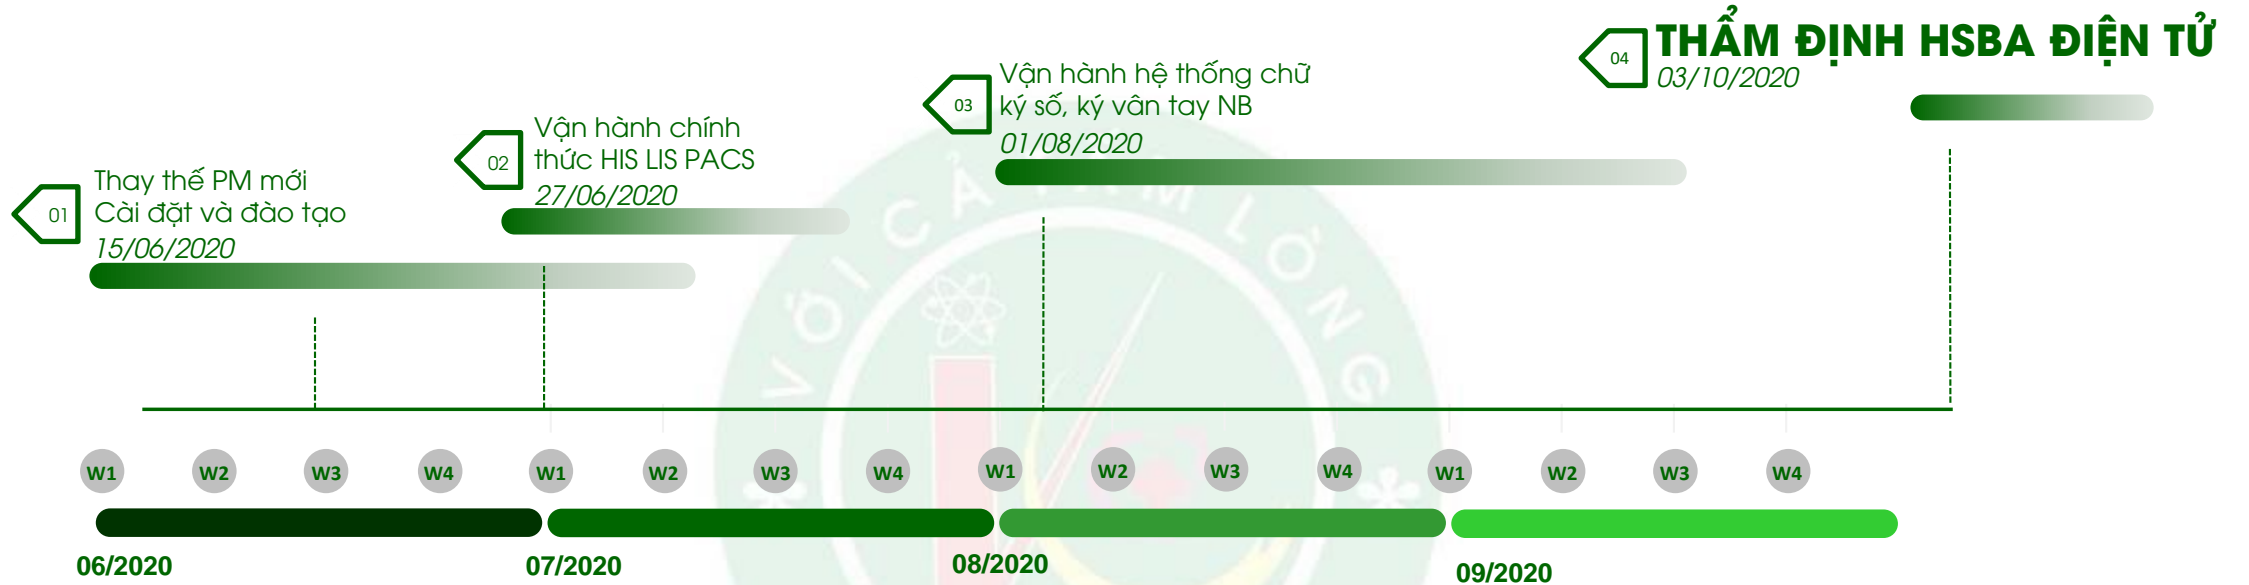 01
Thay thế PM mới
Cài đặt và đào tạo
15/06/2020
02
Vận hành chính
thức HIS LIS PACS
27/06/2020
03
Vận hành hệ thống chữ
ký số, ký vân tay NB
01/08/2020
04
THẨM ĐỊNH HSBA ĐIỆN TỬ
03/10/2020
W1 W2 W3 W4 W1 W2 W3 W4 W1 W2 W3 W4 W1 W2 W3 W4
06/2020 07/2020 08/2020 09/2020